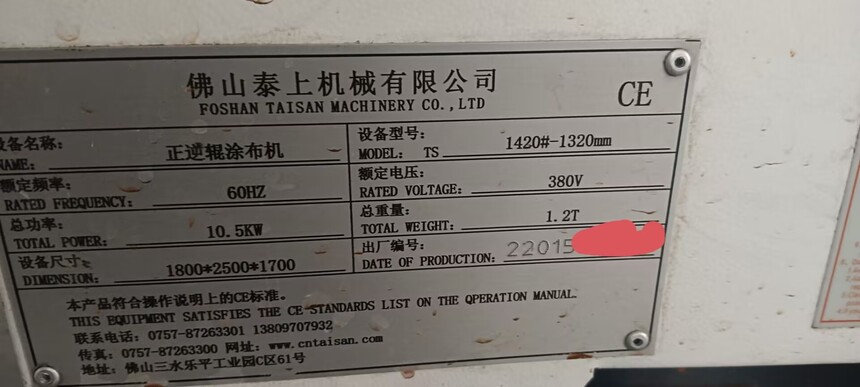 佛山泰上机械有限公司
FOSHAN TAISAN MACHINERY CO.,LTD
CE
设备名称: 正逆辊涂布机
NAME:
设备型号: 1420#-1320mm
MODEL: TS
额定频率: 60HZ
RATED FREQUENCY:
额定电压: 380V
RATED VOLTAGE:
总功率: 10.5KW
TOTAL POWER:
总重量: 1.2T
TOTAL WEIGHT:
设备尺寸: 1800*2500*1700
DIMENSION:
出厂编号: 22015
DATE OF PRODUCTION:
本产品符合操作说明上的CE标准。
THIS EQUIPMENT SATISFIES THE CE-STANDARDS LIST ON THE QPERATION MANUAL.
联系电话: 0757-87263301 13809707932
传真: 0757-87263300 网址: www.cntaisan.com
地址: 佛山三水乐平工业园C区61号